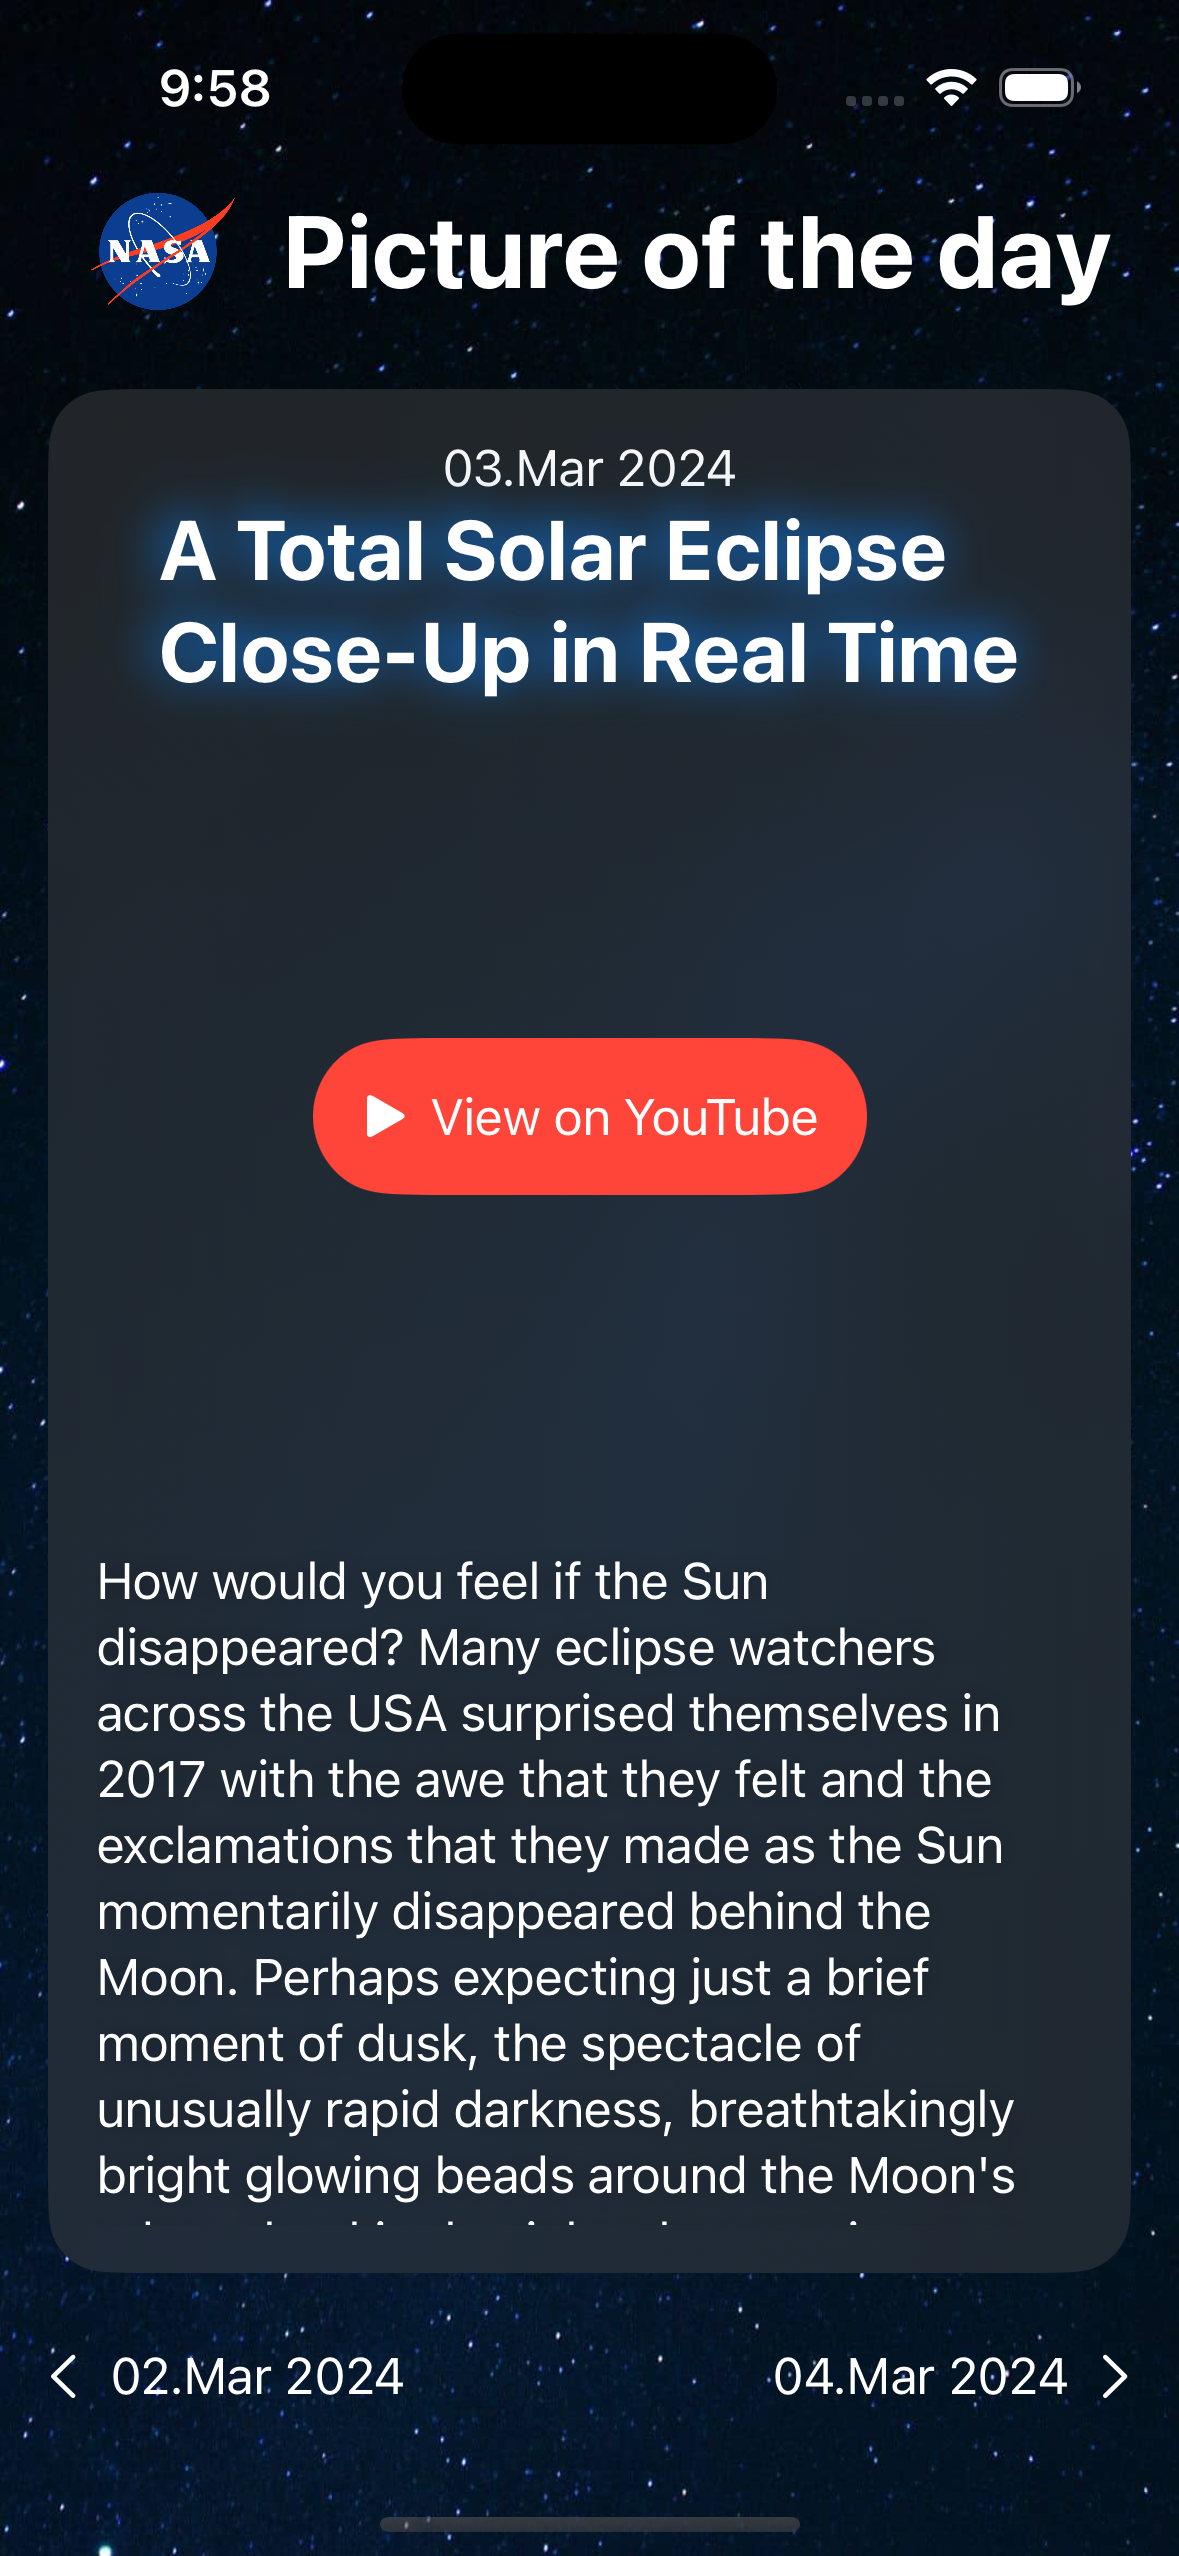 9:58
NASA
Picture of the day
03.Mar 2024
A Total Solar Eclipse
Close-Up in Real Time
View on YouTube
How would you feel if the Sun
disappeared? Many eclipse watchers
across the USA surprised themselves in
2017 with the awe that they felt and the
exclamations that they made as the Sun
momentarily disappeared behind the
Moon. Perhaps expecting just a brief
moment of dusk, the spectacle of
unusually rapid darkness, breathtakingly
bright glowing beads around the Moon's
02.Mar 2024
04.Mar 2024